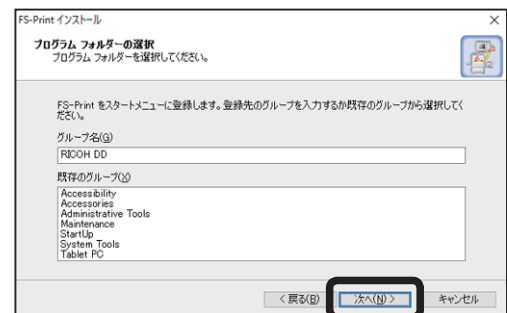 FS-Print インストール
プログラム フォルダーの選択
プログラム フォルダーを選択してください。
FS-Print をスタートメニューに登録します。登録先のグループを入力するか既存のグループから選択してく
ださい。
グループ名(G)
RICOH DD
既存のグループ(X)
Accessibility
Accessories
Administrative Tools
Maintenance
StartUp
System Tools
Tablet PC
< 戻る(B)
次へ(N) >
キャンセル